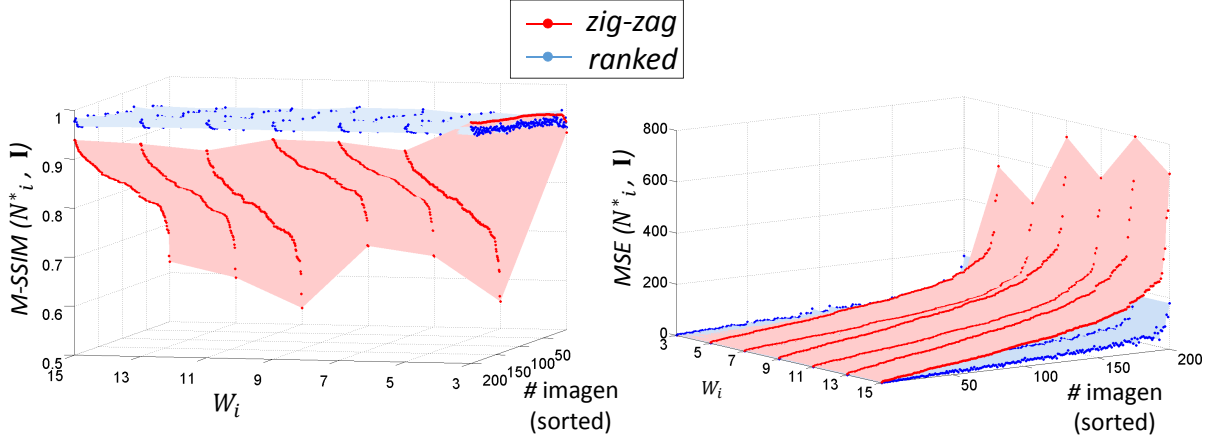 zig-zag
ranked
1
0.9
0.8
0.7
0.6
0.5
M-SSIM (N*i , I)
15 13 11 9 7 5 3
200 150 100 50
Wi
# imagen
(sorted)
800
600
400
200
0
MSE (N*i , I)
3 5 7 9 11 13 15
50 100 150 200
Wi
# imagen
(sorted)